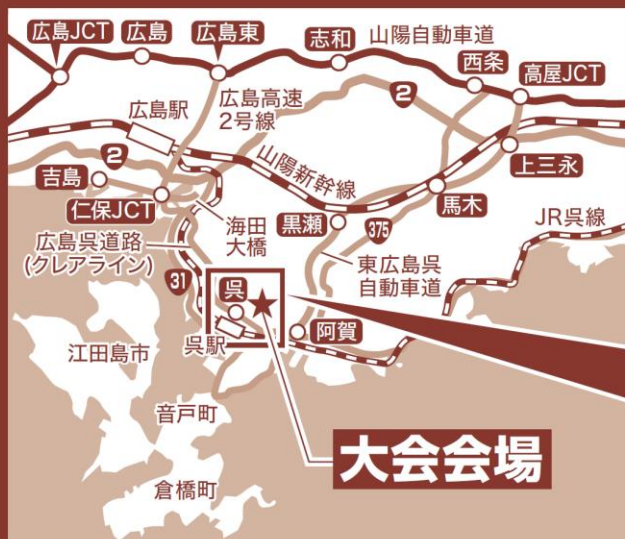 広島JCT
広島
広島東
志和
山陽自動車道
西条
高屋JCT
広島駅
広島高速
2号線
2
2
山陽新幹線
上三永
吉島
仁保JCT
海田
大橋
黒瀬
375
馬木
JR呉線
広島呉道路
(クレアライン)
31
東広島呉
自動車道
呉
呉駅
阿賀
江田島市
音戸町
倉橋町
大会会場